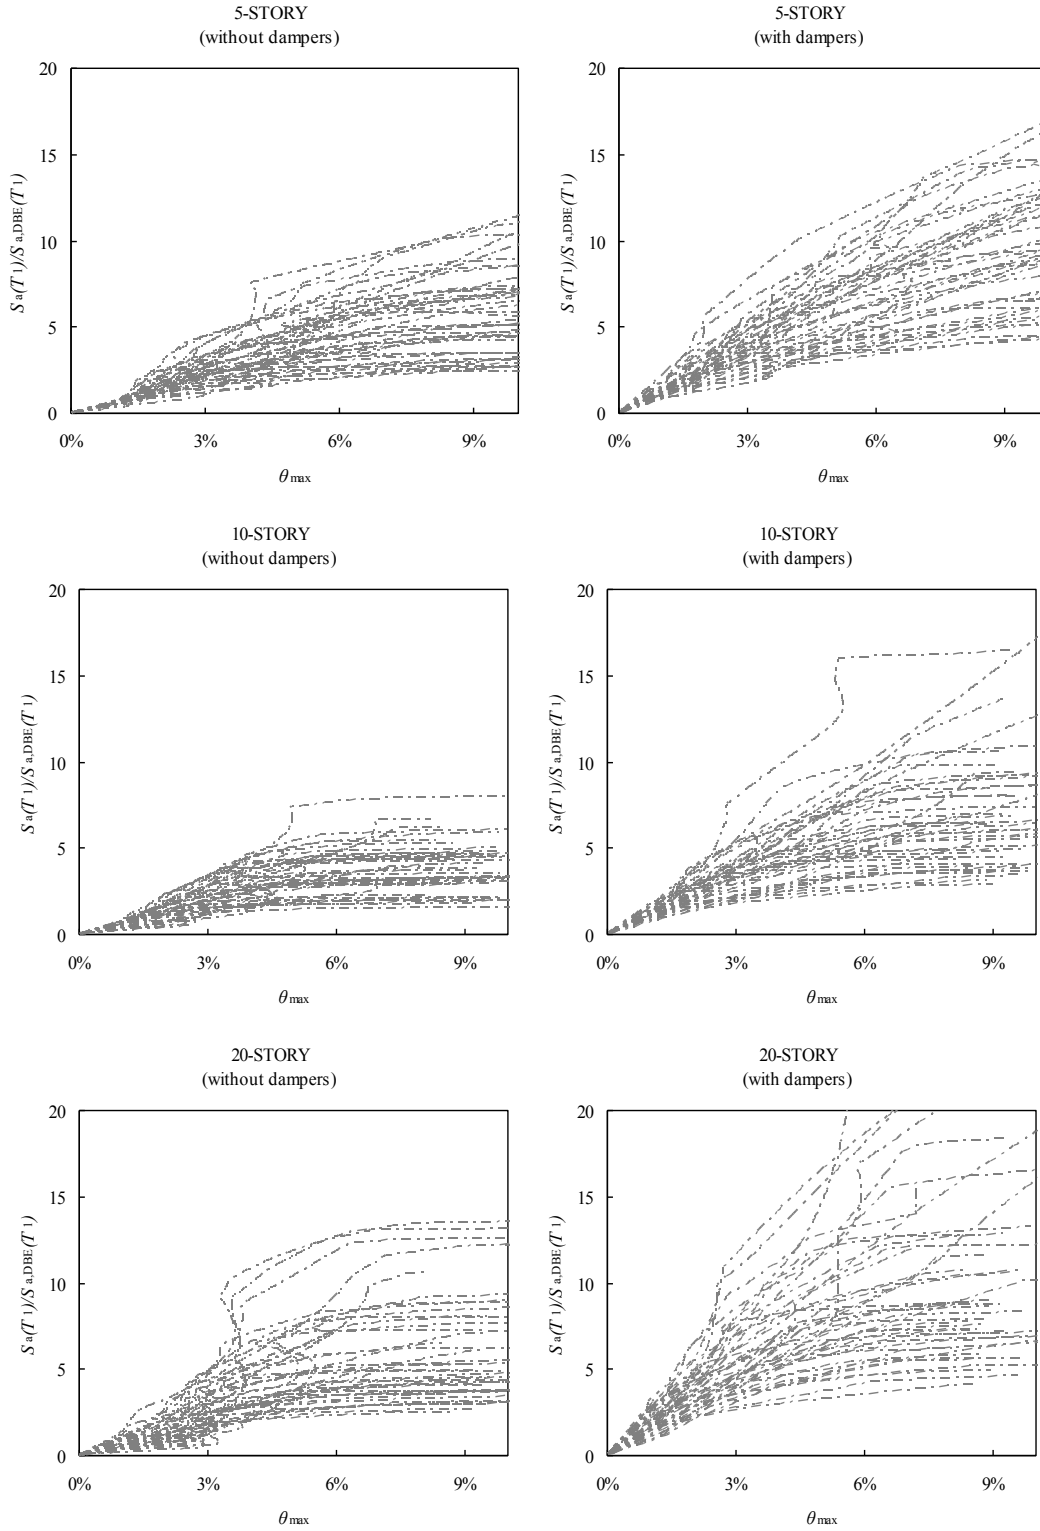 5-STORY
(without dampers)
20
15
10
5
0
0% 3% 6% 9%
Sa(T1)/Sa,DBE(T1)
θmax
5-STORY
(with dampers)
20
15
10
5
0
0% 3% 6% 9%
Sa(T1)/Sa,DBE(T1)
θmax
10-STORY
(without dampers)
20
15
10
5
0
0% 3% 6% 9%
Sa(T1)/Sa,DBE(T1)
θmax
10-STORY
(with dampers)
20
15
10
5
0
0% 3% 6% 9%
Sa(T1)/Sa,DBE(T1)
θmax
20-STORY
(without dampers)
20
15
10
5
0
0% 3% 6% 9%
Sa(T1)/Sa,DBE(T1)
θmax
20-STORY
(with dampers)
20
15
10
5
0
0% 3% 6% 9%
Sa(T1)/Sa,DBE(T1)
θmax